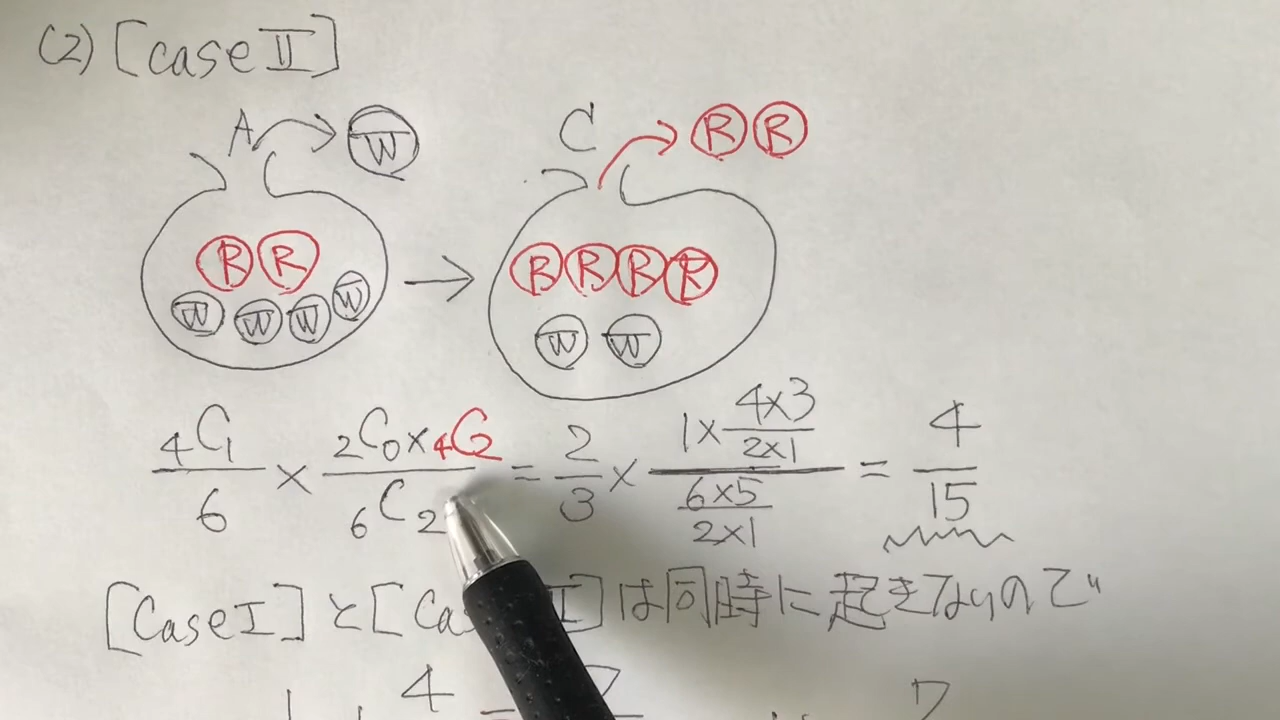 (2) [case Ⅱ]
A W C R R
R R R R R R
W W W W W W
4C1/6 × 2C0×4C2/6C2 = 2/3 × (1×(4×3)/(2×1))/((6×5)/(2×1)) = 4/15
[Case I]と[Ca I]は同時に起きないので
4
7